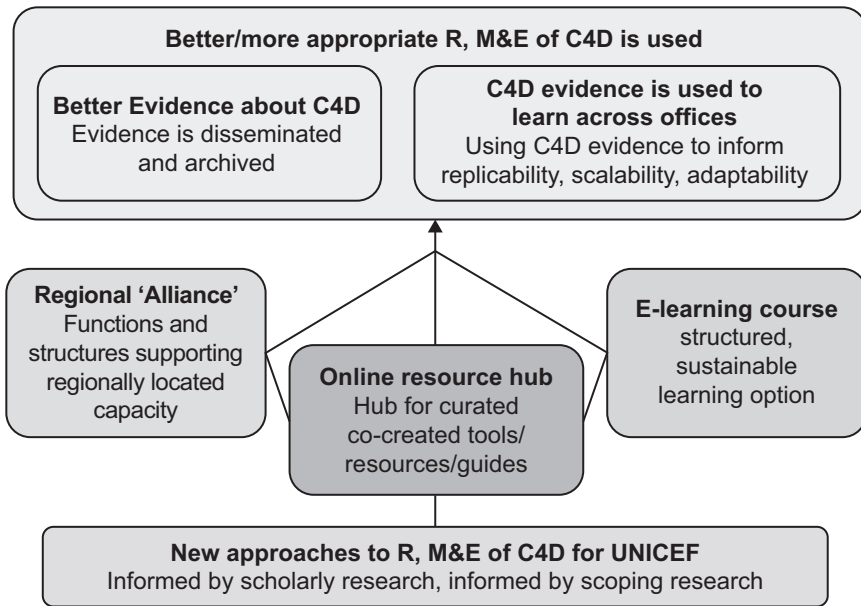 Better/more appropriate R, M&E of C4D is used
Better Evidence about C4D
Evidence is disseminated
and archived
C4D evidence is used to
learn across offices
Using C4D evidence to inform
replicability, scalability, adaptability
Regional ‘Alliance’
Functions and
structures supporting
regionally located
capacity
Online resource hub
Hub for curated
co-created tools/
resources/guides
E-learning course
structured,
sustainable
learning option
New approaches to R, M&E of C4D for UNICEF
Informed by scholarly research, informed by scoping research